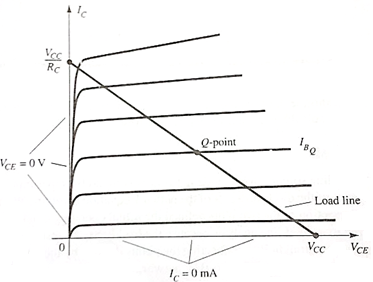 I_C
V_CC
R_C
Q-point
I_BQ
V_CE = 0 V
Load line
0
V_CC
V_CE
I_C = 0 mA